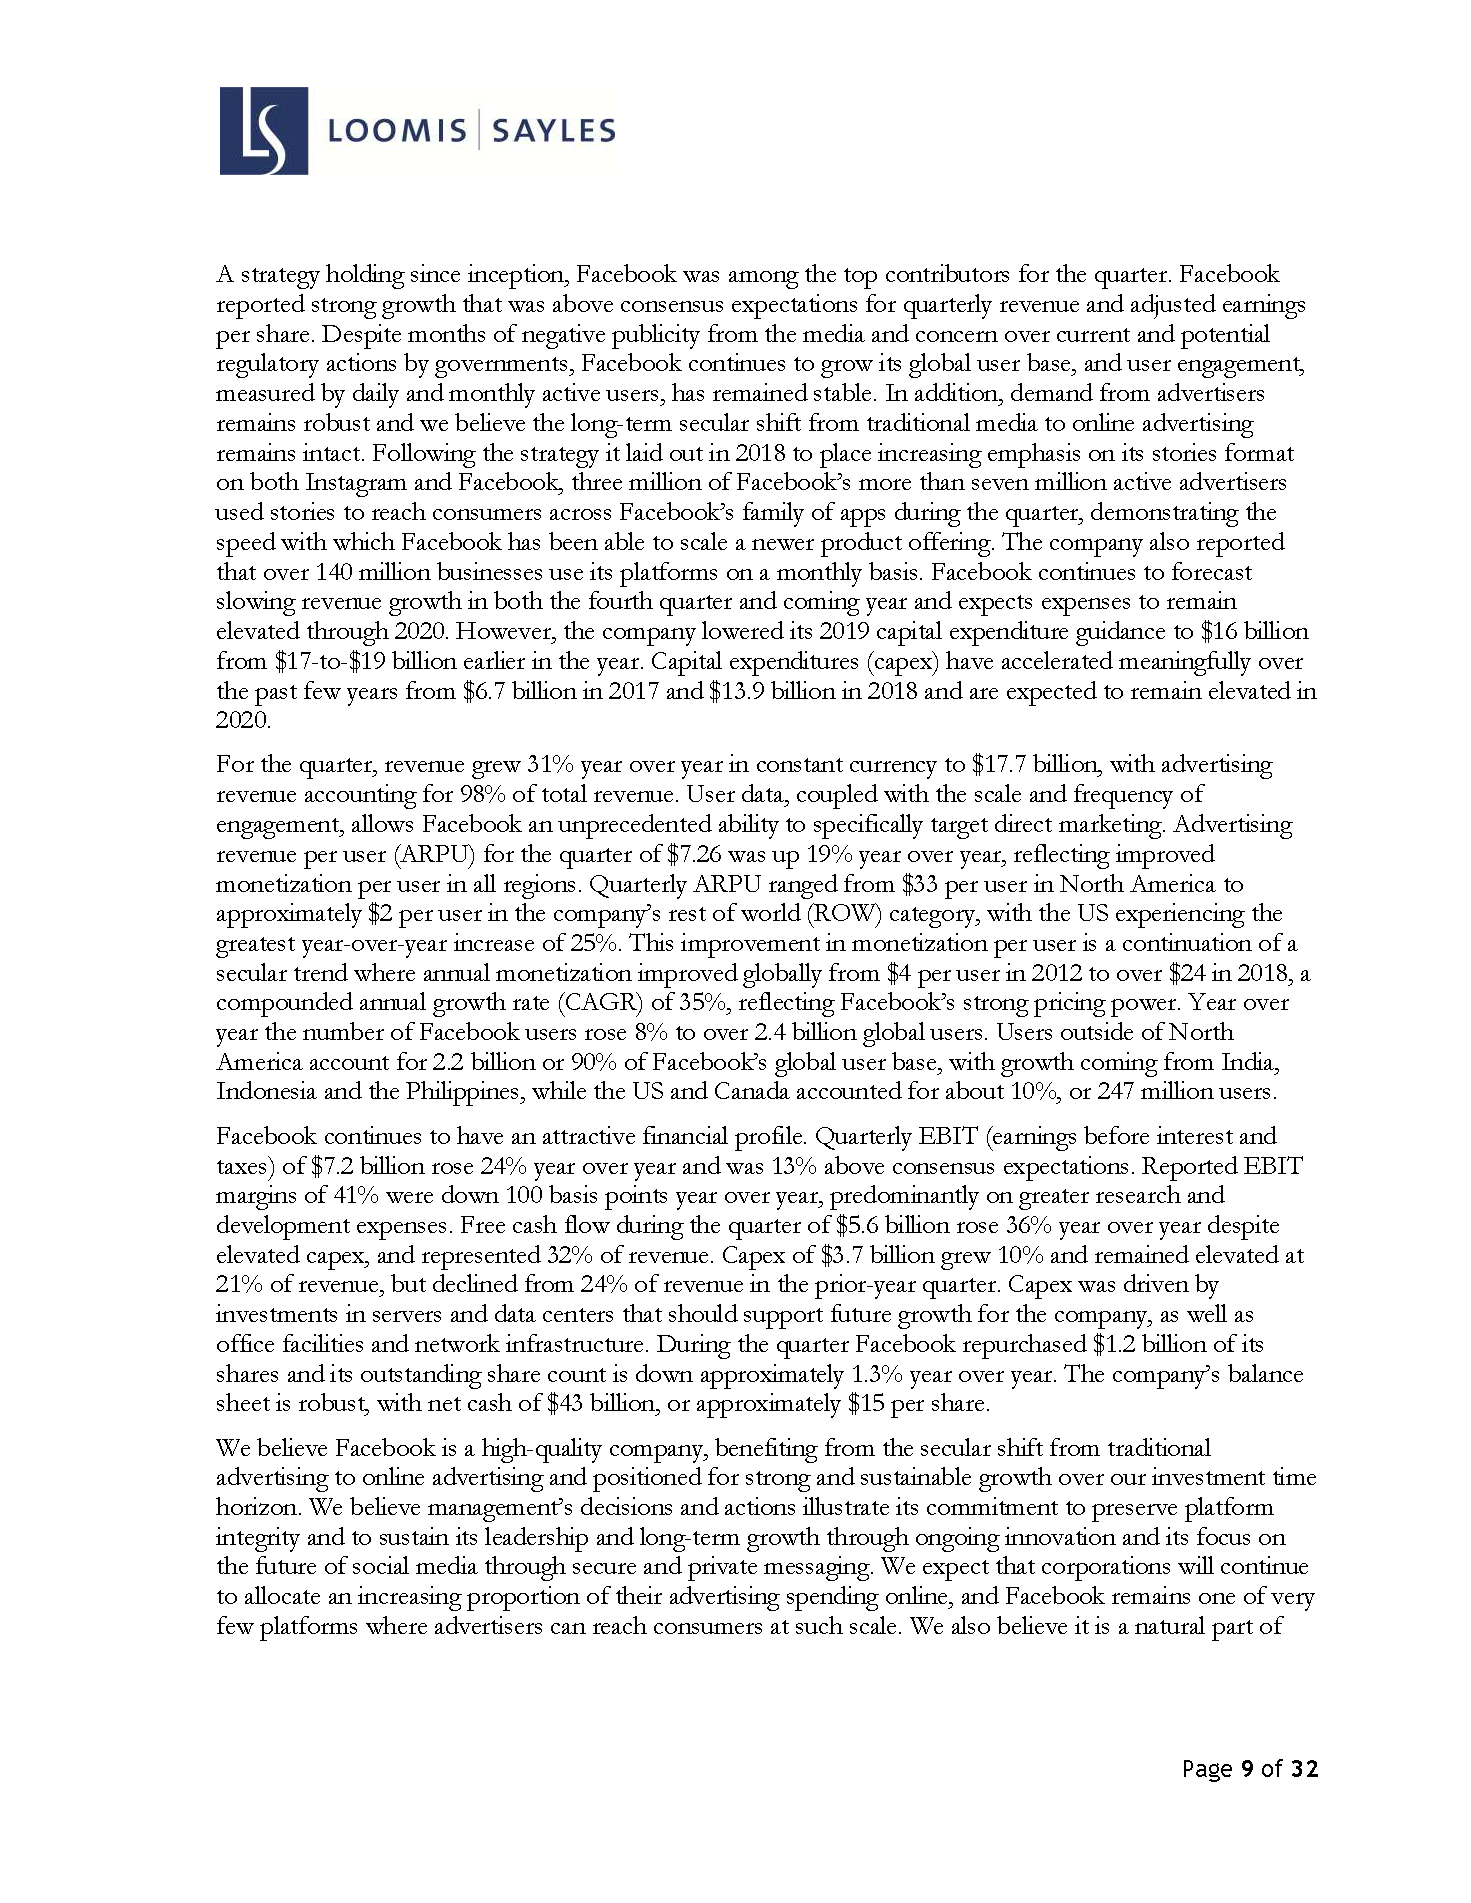 LS LOOMIS | SAYLES
A strategy holding since inception, Facebook was among the top contributors for the quarter. Facebook
reported strong growth that was above consensus expectations for quarterly revenue and adjusted earnings
per share. Despite months of negative publicity from the media and concern over current and potential
regulatory actions by governments, Facebook continues to grow its global user base, and user engagement,
measured by daily and monthly active users, has remained stable. In addition, demand from advertisers
remains robust and we believe the long-term secular shift from traditional media to online advertising
remains intact. Following the strategy it laid out in 2018 to place increasing emphasis on its stories format
on both Instagram and Facebook, three million of Facebook’s more than seven million active advertisers
used stories to reach consumers across Facebook’s family of apps during the quarter, demonstrating the
speed with which Facebook has been able to scale a newer product offering. The company also reported
that over 140 million businesses use its platforms on a monthly basis. Facebook continues to forecast
slowing revenue growth in both the fourth quarter and coming year and expects expenses to remain
elevated through 2020. However, the company lowered its 2019 capital expenditure guidance to $16 billion
from $17-to-$19 billion earlier in the year. Capital expenditures (capex) have accelerated meaningfully over
the past few years from $6.7 billion in 2017 and $13.9 billion in 2018 and are expected to remain elevated in
2020.
For the quarter, revenue grew 31% year over year in constant currency to $17.7 billion, with advertising
revenue accounting for 98% of total revenue. User data, coupled with the scale and frequency of
engagement, allows Facebook an unprecedented ability to specifically target direct marketing. Advertising
revenue per user (ARPU) for the quarter of $7.26 was up 19% year over year, reflecting improved
monetization per user in all regions. Quarterly ARPU ranged from $33 per user in North America to
approximately $2 per user in the company’s rest of world (ROW) category, with the US experiencing the
greatest year-over-year increase of 25%. This improvement in monetization per user is a continuation of a
secular trend where annual monetization improved globally from $4 per user in 2012 to over $24 in 2018, a
compounded annual growth rate (CAGR) of 35%, reflecting Facebook’s strong pricing power. Year over
year the number of Facebook users rose 8% to over 2.4 billion global users. Users outside of North
America account for 2.2 billion or 90% of Facebook’s global user base, with growth coming from India,
Indonesia and the Philippines, while the US and Canada accounted for about 10%, or 247 million users.
Facebook continues to have an attractive financial profile. Quarterly EBIT (earnings before interest and
taxes) of $7.2 billion rose 24% year over year and was 13% above consensus expectations. Reported EBIT
margins of 41% were down 100 basis points year over year, predominantly on greater research and
development expenses. Free cash flow during the quarter of $5.6 billion rose 36% year over year despite
elevated capex, and represented 32% of revenue. Capex of $3.7 billion grew 10% and remained elevated at
21% of revenue, but declined from 24% of revenue in the prior-year quarter. Capex was driven by
investments in servers and data centers that should support future growth for the company, as well as
office facilities and network infrastructure. During the quarter Facebook repurchased $1.2 billion of its
shares and its outstanding share count is down approximately 1.3% year over year. The company’s balance
sheet is robust, with net cash of $43 billion, or approximately $15 per share.
We believe Facebook is a high-quality company, benefiting from the secular shift from traditional
advertising to online advertising and positioned for strong and sustainable growth over our investment time
horizon. We believe management’s decisions and actions illustrate its commitment to preserve platform
integrity and to sustain its leadership and long-term growth through ongoing innovation and its focus on
the future of social media through secure and private messaging. We expect that corporations will continue
to allocate an increasing proportion of their advertising spending online, and Facebook remains one of very
few platforms where advertisers can reach consumers at such scale. We also believe it is a natural part of
Page 9 of 32